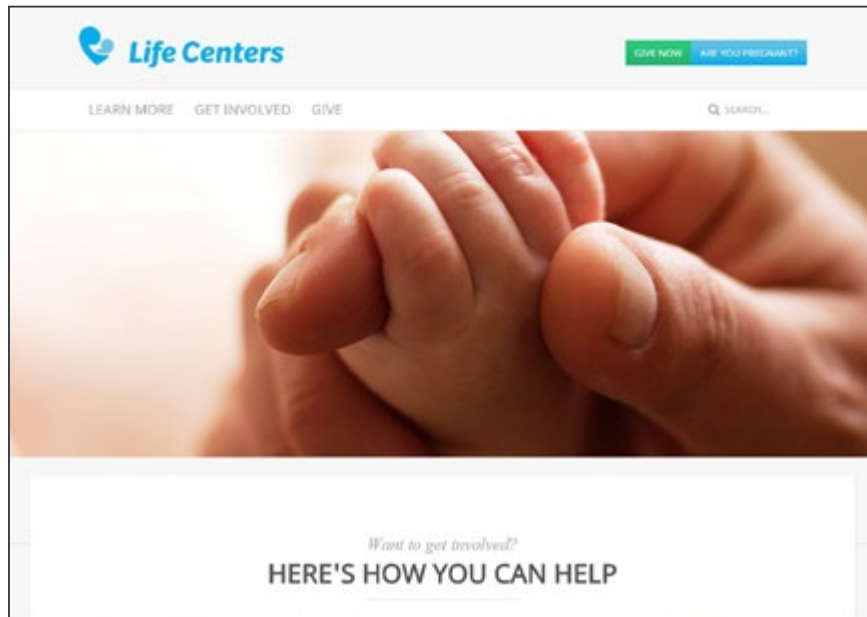 Life Centers
GIVE NOW ARE YOU PREGNANT?
LEARN MORE GET INVOLVED GIVE
SEARCH...
Want to get involved?
HERE'S HOW YOU CAN HELP